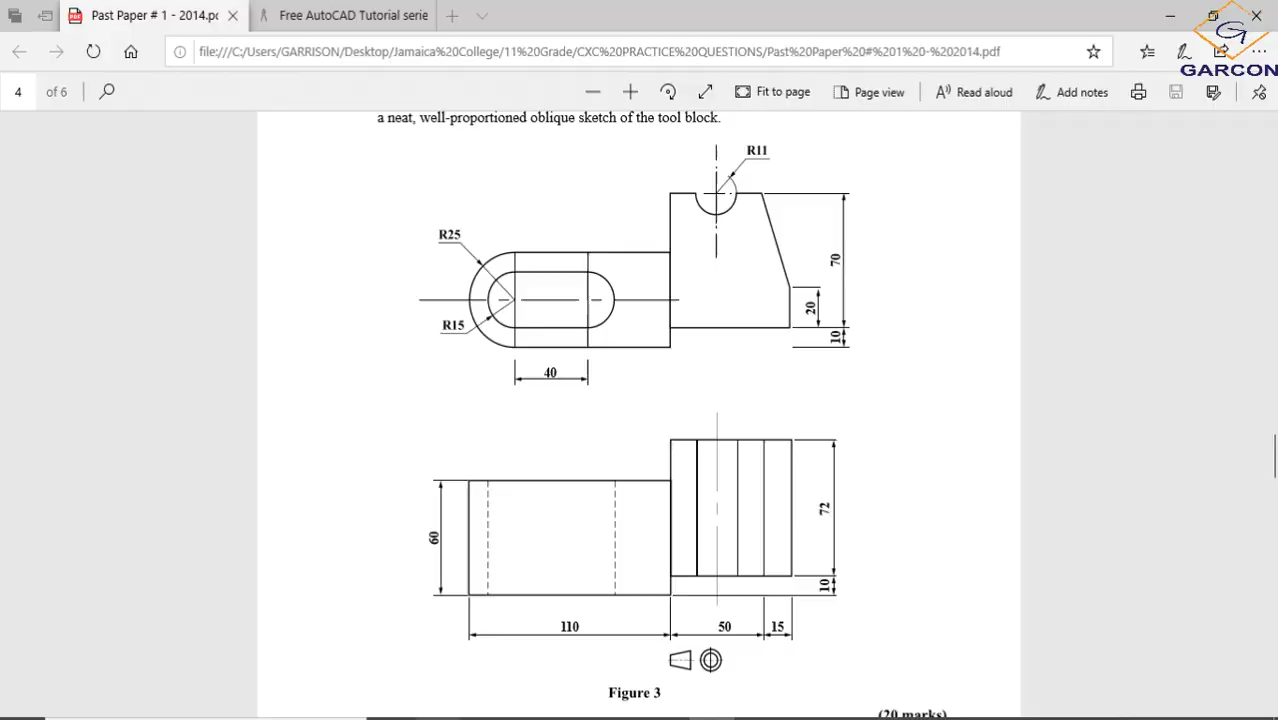 Past Paper # 1 - 2014.pc
Free AutoCAD Tutorial serie
file:///C:/Users/GARRISON/Desktop/Jamaica%20College/11%20Grade/CXC%20PRACTICE%20QUESTIONS/Past%20Paper%20#%201%20-%202014.pdf
GARCON
4 of 6
Fit to page
Page view
Read aloud
Add notes
a neat, well-proportioned oblique sketch of the tool block.
R11
R25
70
20
R15
10
40
72
60
10
110
50
15
Figure 3
(20 marks)